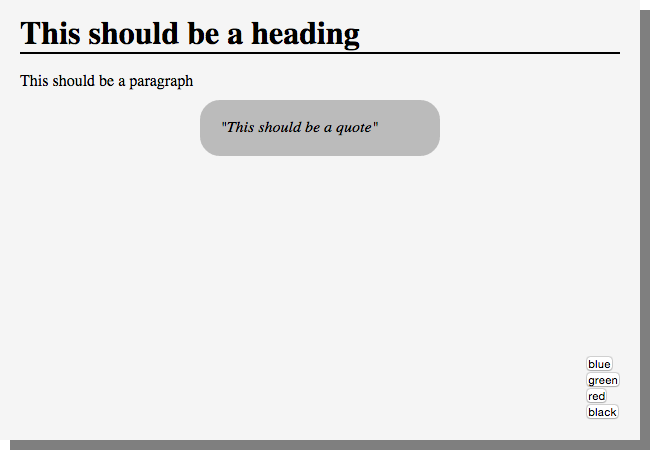 This should be a heading
This should be a paragraph
"This should be a quote"
blue
green
red
black